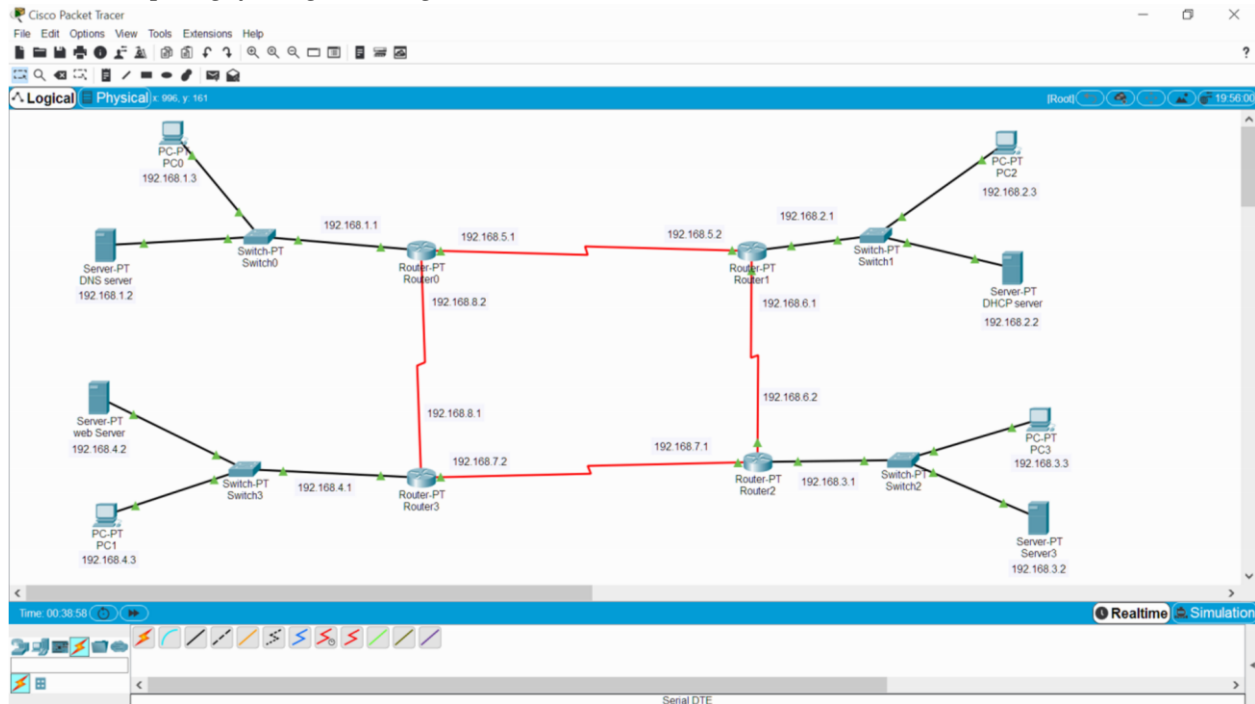 Cisco Packet Tracer
File Edit Options View Tools Extensions Help
?
Logical Physical x: 996, y: 161 [Root] 19:56:00
PC-PT
PC0
192.168.1.3
Server-PT
DNS server
192.168.1.2
Switch-PT
Switch0
192.168.1.1
Router-PT
Router0
192.168.5.1
192.168.8.2
192.168.5.2
Router-PT
Router1
192.168.2.1
192.168.6.1
Switch-PT
Switch1
PC-PT
PC2
192.168.2.3
Server-PT
DHCP server
192.168.2.2
Server-PT
web Server
192.168.4.2
Switch-PT
Switch3
PC-PT
PC1
192.168.4.3
192.168.4.1
192.168.8.1
Router-PT
Router3
192.168.7.2
192.168.7.1
192.168.6.2
Router-PT
Router2
192.168.3.1
Switch-PT
Switch2
PC-PT
PC3
192.168.3.3
Server-PT
Server3
192.168.3.2
Time: 00:38:58 Realtime Simulation
Serial DTE